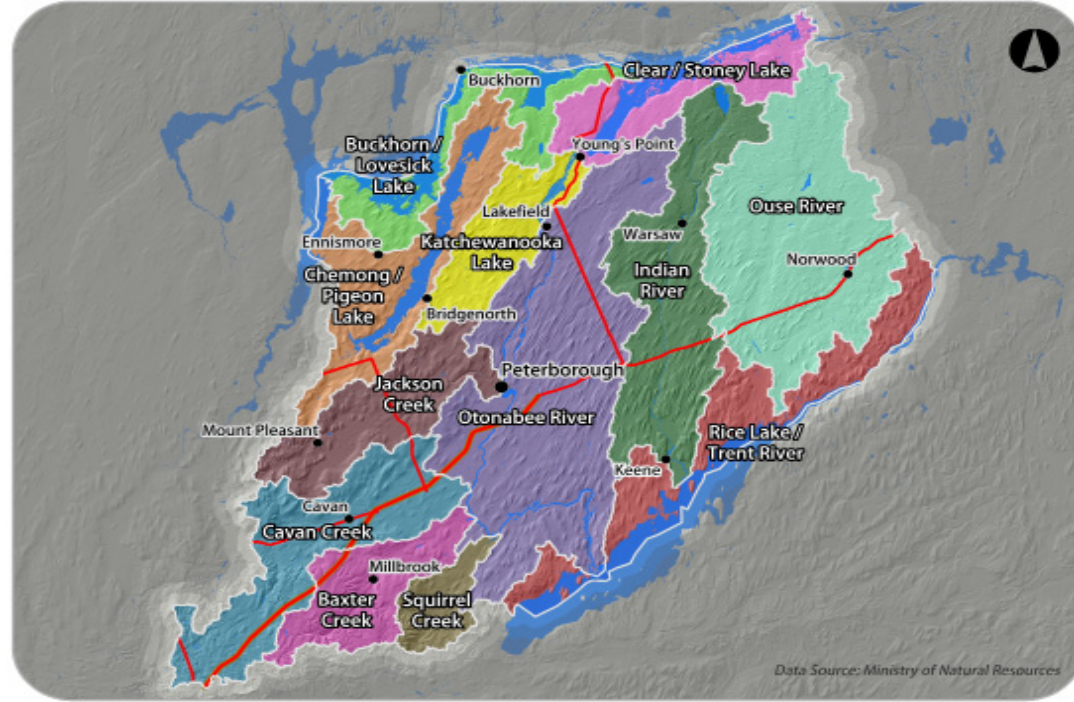 Buckhorn
Clear / Stoney Lake
Buckhorn /
Lovesick
Lake
Young's Point
Ouse River
Lakefield
Warsaw
Ennismore
Katchewanooka
Lake
Norwood
Chemong /
Pigeon
Lake
Indian
River
Bridgenorth
Peterborough
Jackson
Creek
Otonabee River
Mount Pleasant
Rice Lake /
Trent River
Keene
Cavan
Cavan Creek
Millbrook
Baxter
Creek
Squirrel
Creek
Data Source: Ministry of Natural Resources